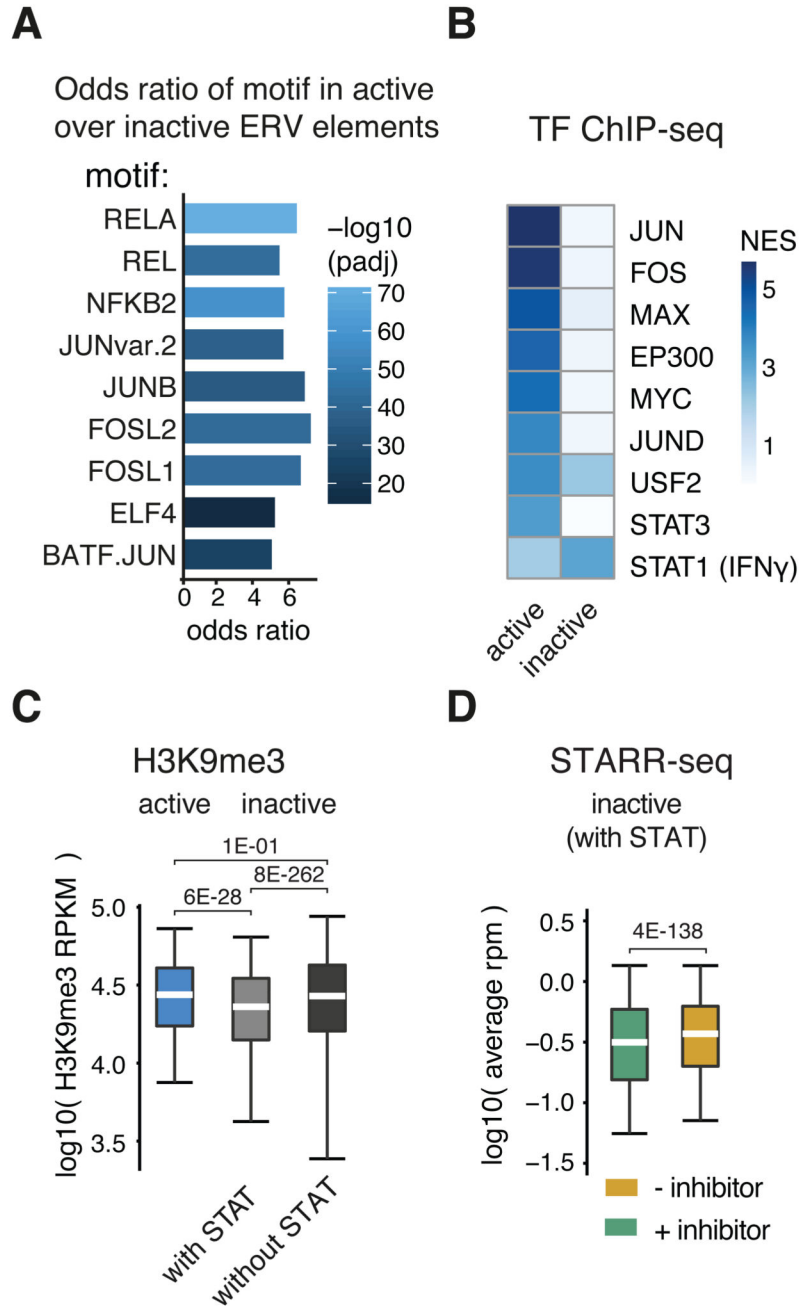 A
Odds ratio of motif in active
over inactive ERV elements
motif:
RELA
REL
NFKB2
JUNvar.2
JUNB
FOSL2
FOSL1
ELF4
BATF.JUN
0 2 4 6
odds ratio
−log10
(padj)
70
60
50
40
30
20
B
TF ChIP-seq
JUN
FOS
MAX
EP300
MYC
JUND
USF2
STAT3
STAT1 (IFNγ)
active
inactive
NES
5
3
1
C
H3K9me3
active inactive
1E-01
8E-262
6E-28
log10( H3K9me3 RPKM )
5.0
4.5
4.0
3.5
with STAT
without STAT
D
STARR-seq
inactive
(with STAT)
4E-138
log10( average rpm )
0.5
0.0
−0.5
−1.0
−1.5
- inhibitor
+ inhibitor